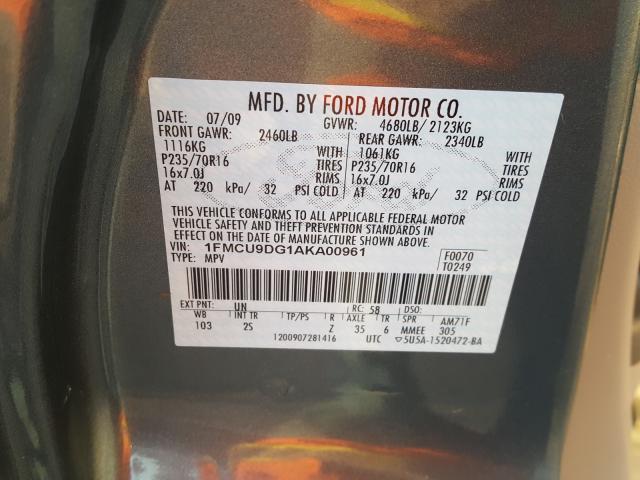 MFD. BY FORD MOTOR CO.
DATE: 07/09 GVWR: 4680LB/ 2123KG
FRONT GAWR: 2460LB REAR GAWR: 2340LB
1116KG WITH 1061KG WITH
P235/70R16 TIRES P235/70R16 TIRES
16x7.0J RIMS 16x7.0J RIMS
AT 220 kPa/ 32 PSI COLD AT 220 kPa/ 32 PSI COLD
THIS VEHICLE CONFORMS TO ALL APPLICABLE FEDERAL MOTOR
VEHICLE SAFETY AND THEFT PREVENTION STANDARDS IN
EFFECT ON THE DATE OF MANUFACTURE SHOWN ABOVE.
VIN: 1FMCU9DG1AKA00961 F0070
TYPE: MPV T0249
EXT PNT: UN RC: 58 DSO:
WB INT TR TP/PS R AXLE TR SPR AM71F
103 2S Z 35 6 MMEE 305
1200907281416 UTC ▽5U5A-1520472-BA